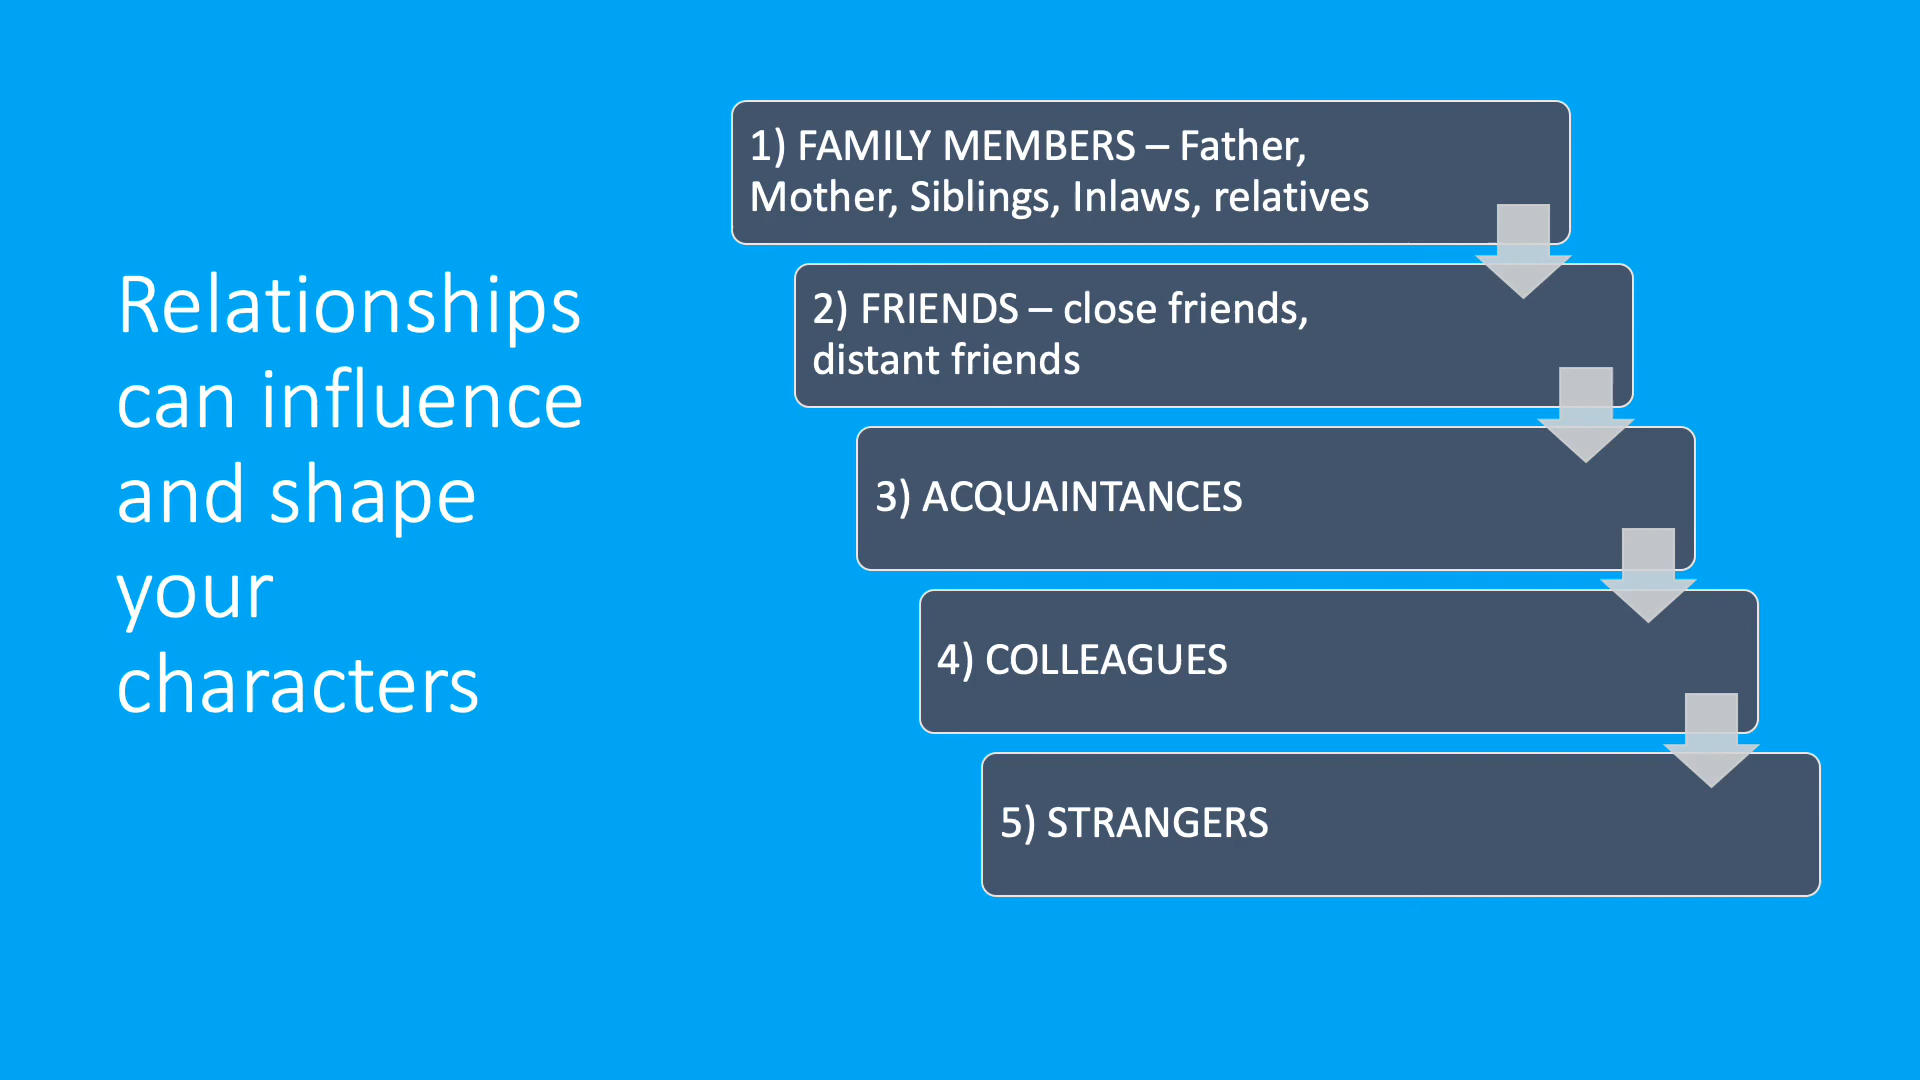 Relationships
can influence
and shape
your
characters
1) FAMILY MEMBERS – Father,
Mother, Siblings, Inlaws, relatives
2) FRIENDS – close friends,
distant friends
3) ACQUAINTANCES
4) COLLEAGUES
5) STRANGERS